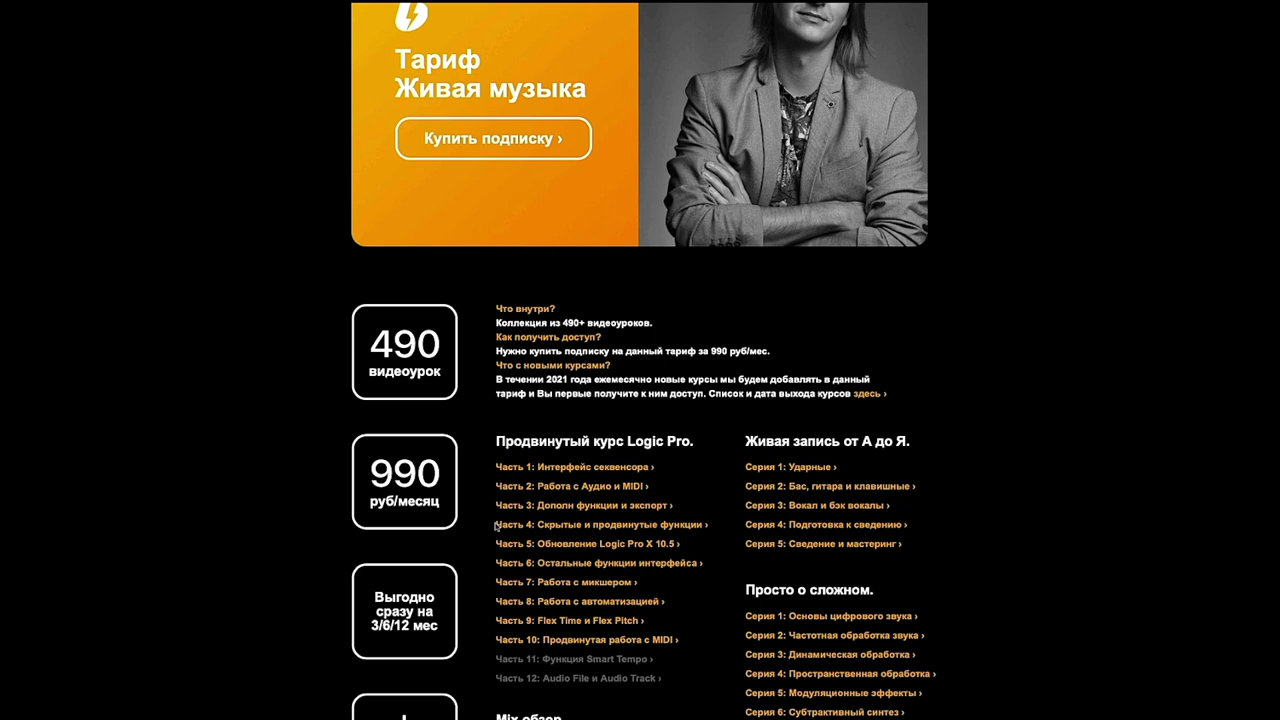 Тариф
Живая музыка
Купить подписку ›
490
видеоурок
Что внутри?
Коллекция из 490+ видеоуроков.
Как получить доступ?
Нужно купить подписку на данный тариф за 990 руб/мес.
Что с новыми курсами?
В течении 2021 года ежемесячно новые курсы мы будем добавлять в данный
тариф и Вы первые получите к ним доступ. Список и дата выхода курсов здесь ›
990
руб/месяц
Выгодно
сразу на
3/6/12 мес
Продвинутый курс Logic Pro.
Часть 1: Интерфейс секвенсора ›
Часть 2: Работа с Аудио и MIDI ›
Часть 3: Дополн функции и экспорт ›
Часть 4: Скрытые и продвинутые функции ›
Часть 5: Обновление Logic Pro X 10.5 ›
Часть 6: Остальные функции интерфейса ›
Часть 7: Работа с микшером ›
Часть 8: Работа с автоматизацией ›
Часть 9: Flex Time и Flex Pitch ›
Часть 10: Продвинутая работа с MIDI ›
Часть 11: Функция Smart Tempo ›
Часть 12: Audio File и Audio Track ›
Mix обзор
Живая запись от А до Я.
Серия 1: Ударные ›
Серия 2: Бас, гитара и клавишные ›
Серия 3: Вокал и бэк вокалы ›
Серия 4: Подготовка к сведению ›
Серия 5: Сведение и мастеринг ›
Просто о сложном.
Серия 1: Основы цифрового звука ›
Серия 2: Частотная обработка звука ›
Серия 3: Динамическая обработка ›
Серия 4: Пространственная обработка ›
Серия 5: Модуляционные эффекты ›
Серия 6: Субтрактивный синтез ›